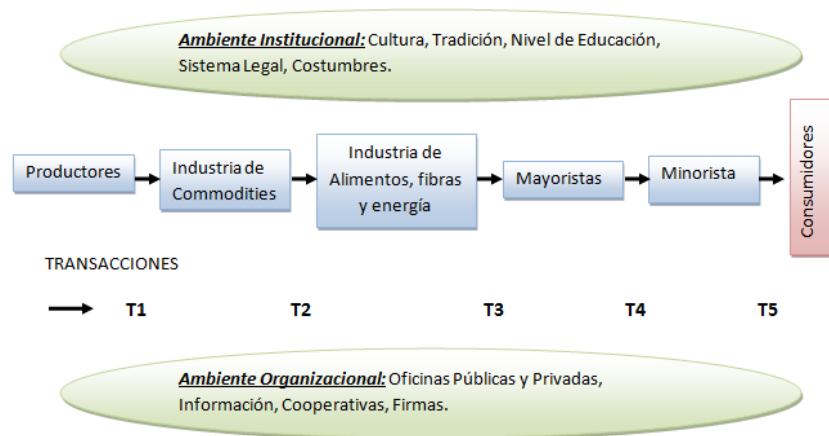 Ambiente Institucional: Cultura, Tradición, Nivel de Educación,
Sistema Legal, Costumbres.
Productores
Industria de
Commodities
Industria de
Alimentos, fibras
y energía
Mayoristas
Minorista
Consumidores
TRANSACCIONES
T1 T2 T3 T4 T5
Ambiente Organizacional: Oficinas Públicas y Privadas,
Información, Cooperativas, Firmas.